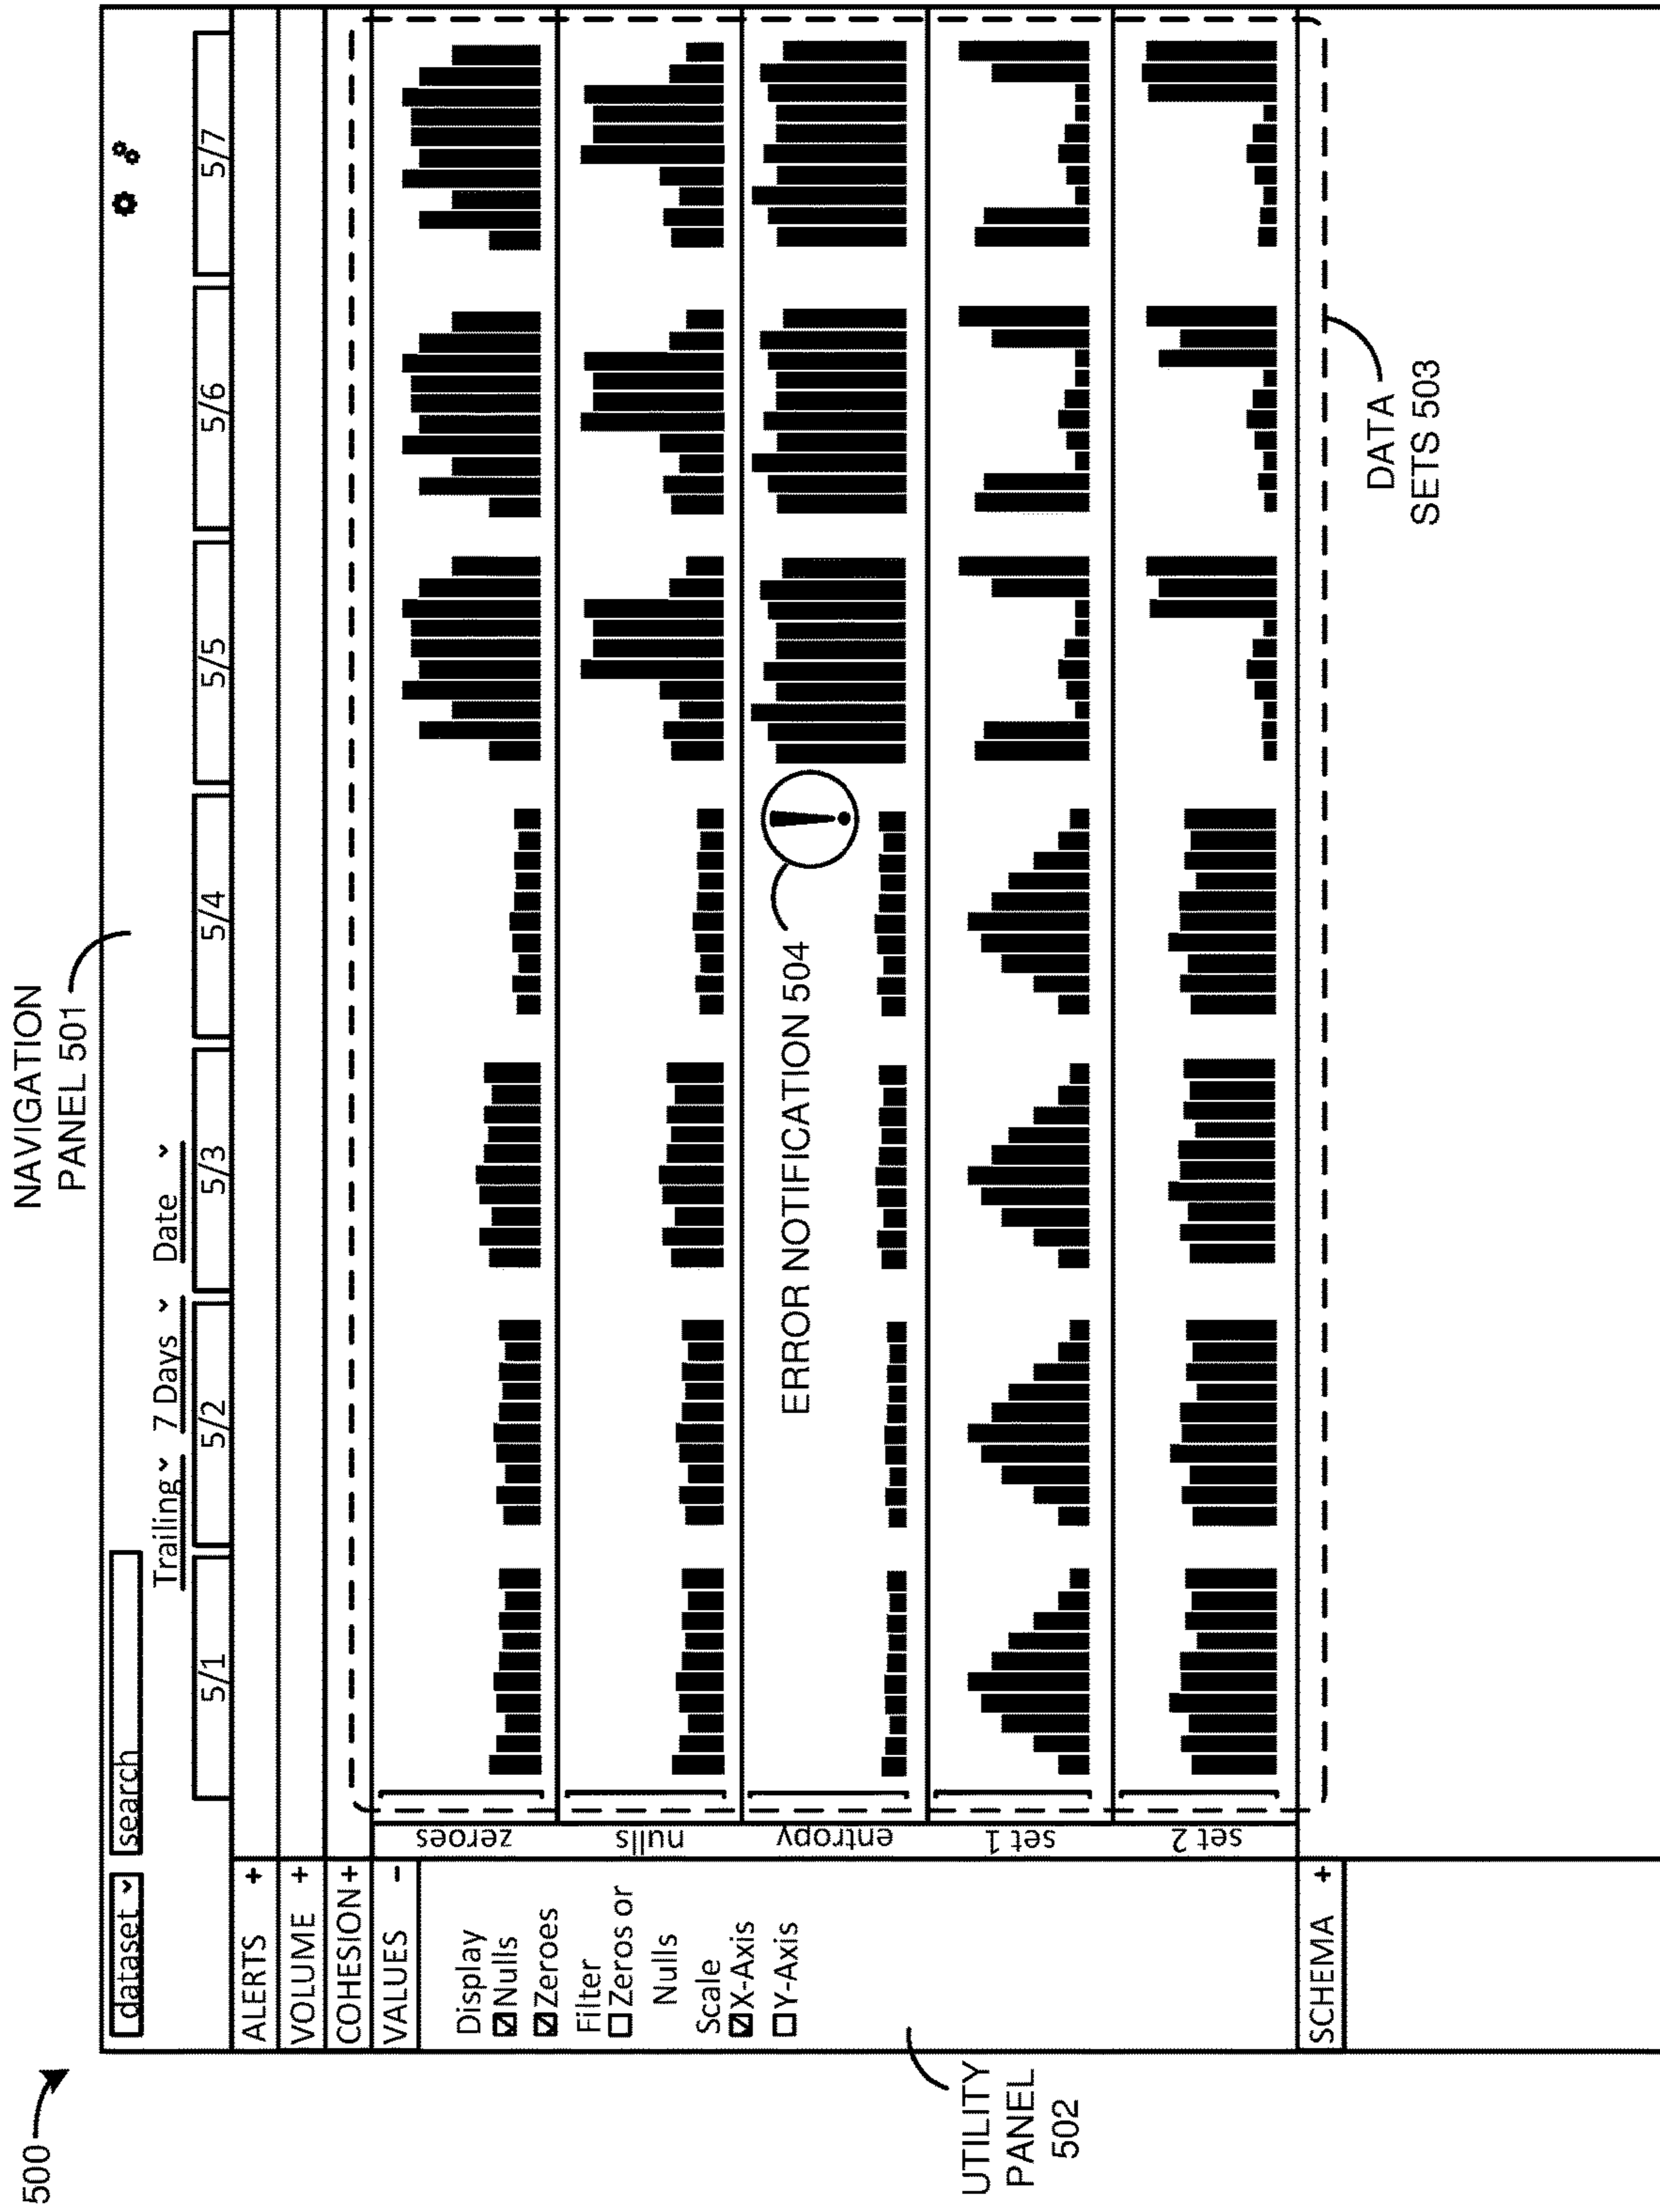 500
NAVIGATION
PANEL 501
dataset
search
Trailing 7 Days Date
5/1 5/2 5/3 5/4 5/5 5/6 5/7
ALERTS +
VOLUME +
COHESION +
VALUES -
Display
Nulls
Zeroes
Filter
Zeros or
Nulls
Scale
X-Axis
Y-Axis
zeroes
nulls
entropy
set 1
set 2
ERROR NOTIFICATION 504
!
SCHEMA +
UTILITY
PANEL
502
DATA
SETS 503